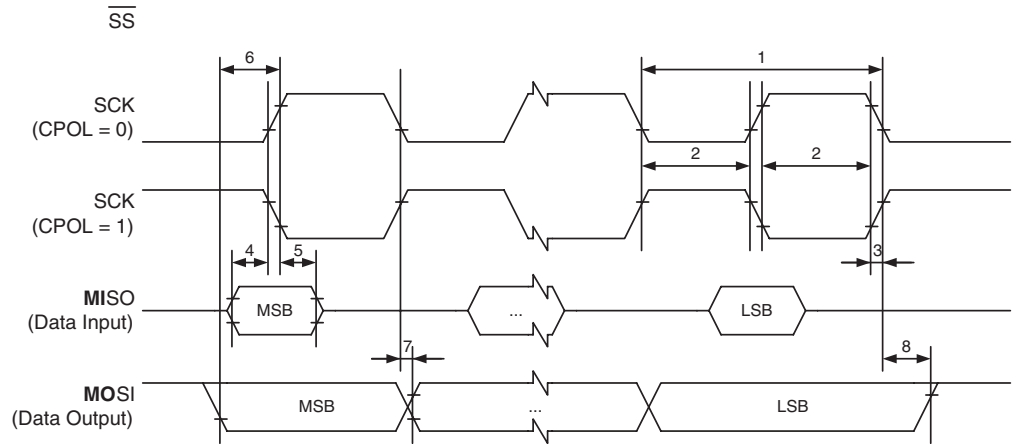 SS
6
1
SCK
(CPOL = 0)
2
2
SCK
(CPOL = 1)
4
5
3
MISO
(Data Input)
MSB
...
LSB
7
8
MOSI
(Data Output)
MSB
...
LSB